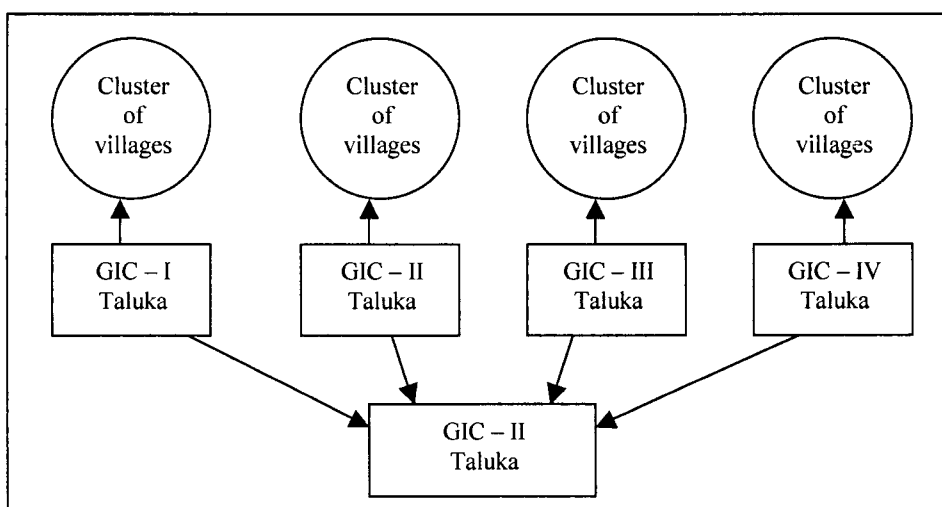 Cluster
of
villages
Cluster
of
villages
Cluster
of
villages
Cluster
of
villages
GIC – I
Taluka
GIC – II
Taluka
GIC – III
Taluka
GIC – IV
Taluka
GIC – II
Taluka